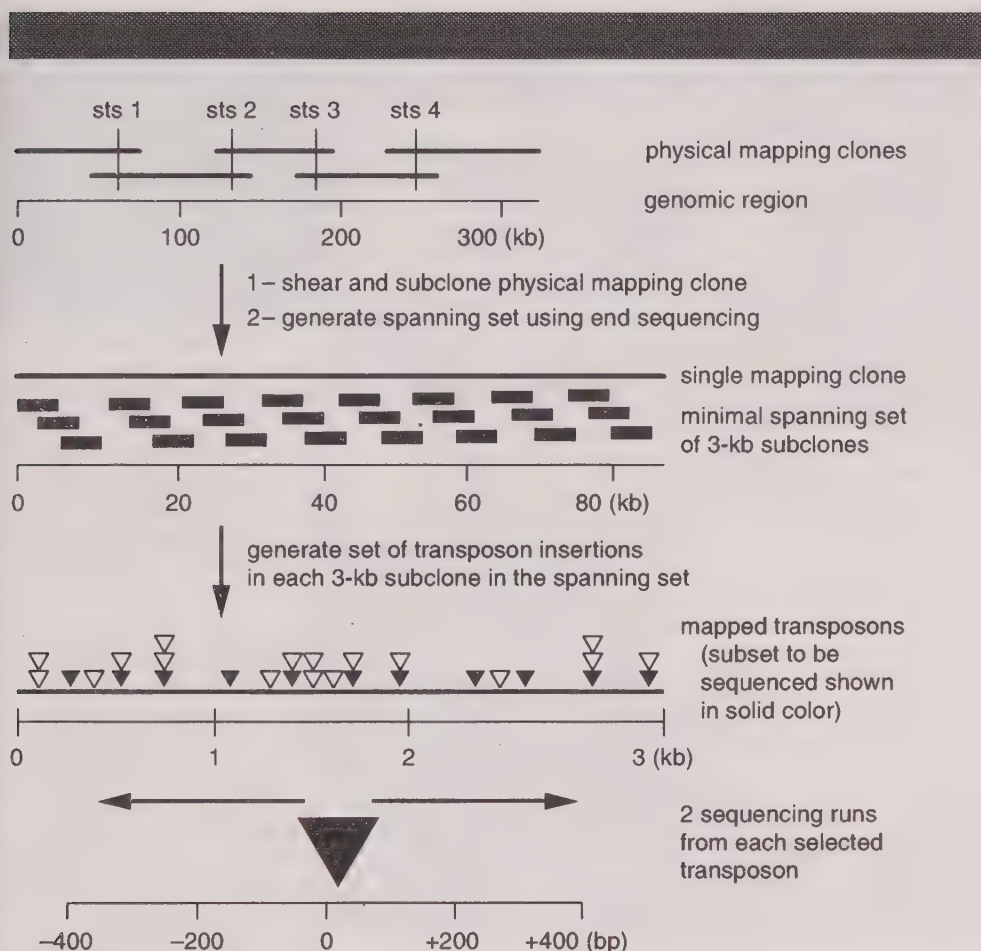 sts 1 sts 2 sts 3 sts 4
physical mapping clones
genomic region
0 100 200 300 (kb)
1– shear and subclone physical mapping clone
2– generate spanning set using end sequencing
single mapping clone
minimal spanning set
of 3-kb subclones
0 20 40 60 80 (kb)
generate set of transposon insertions
in each 3-kb subclone in the spanning set
mapped transposons
(subset to be
sequenced shown
in solid color)
0 1 2 3 (kb)
2 sequencing runs
from each selected
transposon
–400 –200 0 +200 +400 (bp)